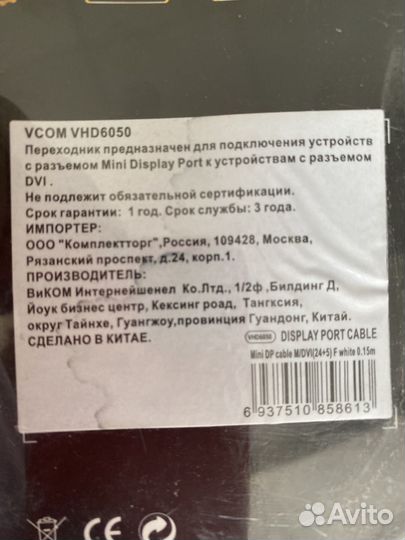 VCOM VHD6050
Переходник предназначен для подключения устройств
с разъемом Mini Display Port к устройствам с разъемом
DVI .
Не подлежит обязательной сертификации.
Срок гарантии: 1 год. Срок службы: 3 года.
ИМПОРТЕР:
ООО "Комплектторг",Россия, 109428, Москва,
Рязанский проспект, д.24, корп.1.
ПРОИЗВОДИТЕЛЬ:
ВиКОМ Интернейшенел Ко.Лтд., 1/2ф ,Билдинг Д,
Йоук бизнес центр, Кексинг роад, Тангксия,
округ Тайнхе, Гуангжоу,провинция Гуандонг, Китай.
СДЕЛАНО В КИТАЕ.
VHD6050 DISPLAY PORT CABLE
Mini DP cable M/DVI(24+5) F white 0.15m
6 937510 858613
CE
Avito